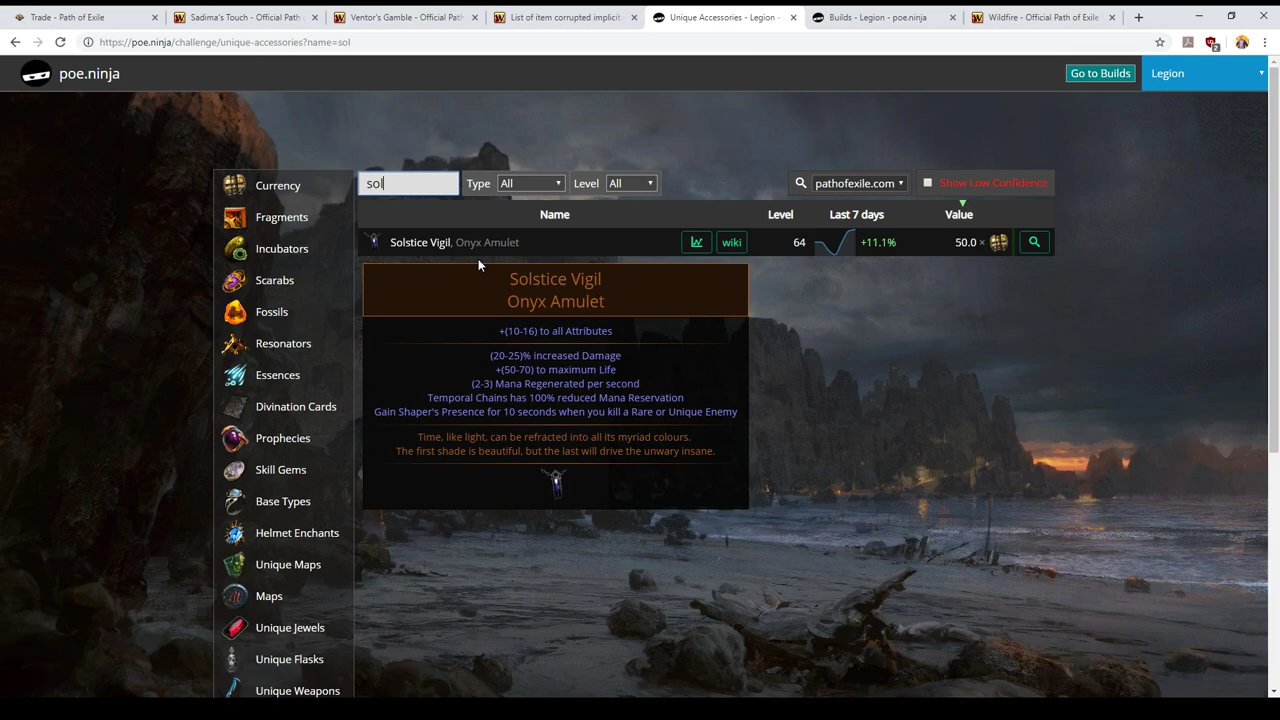 Trade - Path of Exile
Sadima's Touch - Official Path of
Ventor's Gamble - Official Path
List of item corrupted implicit
Unique Accessories - Legion -
Builds - Legion - poe.ninja
Wildfire - Official Path of Exile
https://poe.ninja/challenge/unique-accessories?name=sol
2
poe.ninja
Go to Builds
Legion
Currency
Fragments
Incubators
Scarabs
Fossils
Resonators
Essences
Divination Cards
Prophecies
Skill Gems
Base Types
Helmet Enchants
Unique Maps
Maps
Unique Jewels
Unique Flasks
Unique Weapons
sol
Type All
Level All
pathofexile.com
Show Low Confidence
Name Level Last 7 days Value
Solstice Vigil, Onyx Amulet wiki 64 +11.1% 50.0 ×
Solstice Vigil
Onyx Amulet
+(10-16) to all Attributes
(20-25)% increased Damage
+(50-70) to maximum Life
(2-3) Mana Regenerated per second
Temporal Chains has 100% reduced Mana Reservation
Gain Shaper's Presence for 10 seconds when you kill a Rare or Unique Enemy
Time, like light, can be refracted into all its myriad colours.
The first shade is beautiful, but the last will drive the unwary insane.